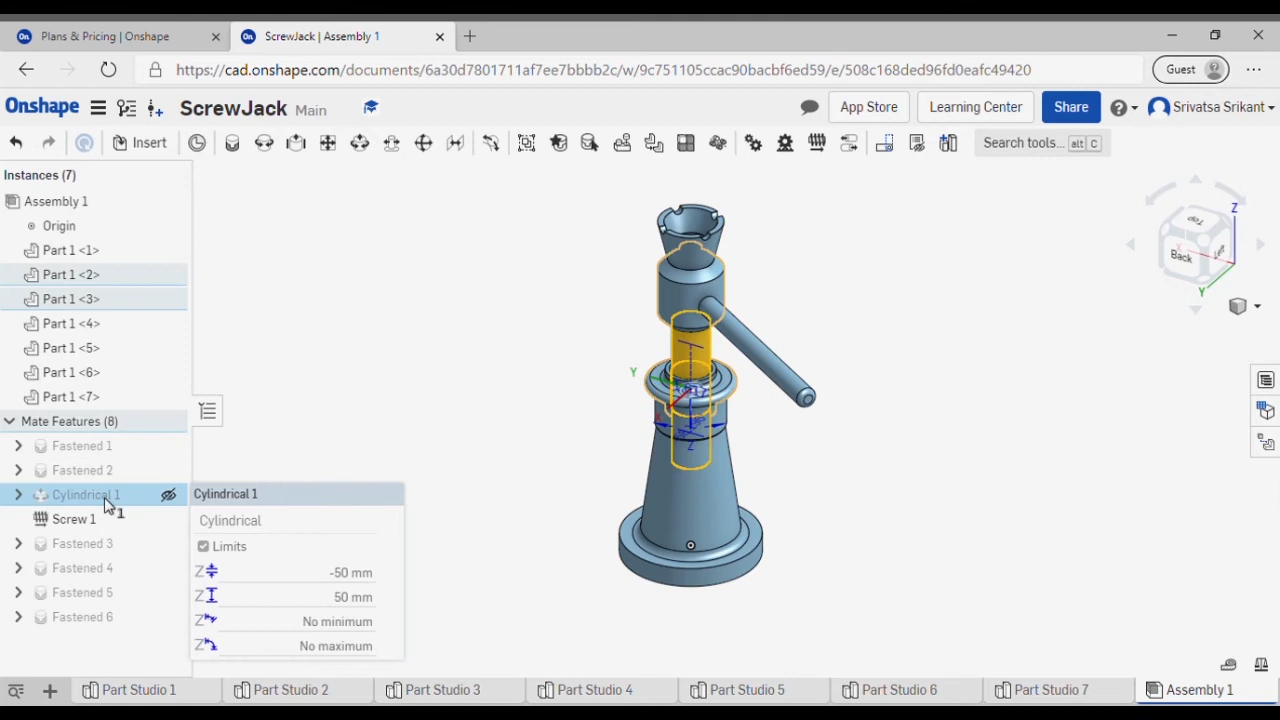 Plans & Pricing | Onshape
ScrewJack | Assembly 1
https://cad.onshape.com/documents/6a30d7801711af7ee7bbbb2c/w/9c751105ccac90bacbf6ed59/e/508c168ded96fd0eafc49420
Guest
Onshape
ScrewJack Main
App Store
Learning Center
Share
Srivatsa Srikant
Insert
Search tools... alt C
Instances (7)
Assembly 1
Origin
Part 1 <1>
Part 1 <2>
Part 1 <3>
Part 1 <4>
Part 1 <5>
Part 1 <6>
Part 1 <7>
Mate Features (8)
Fastened 1
Fastened 2
Cylindrical 1
Screw 1
Fastened 3
Fastened 4
Fastened 5
Fastened 6
Cylindrical 1
Cylindrical
Limits
Z -50 mm
Z 50 mm
Z No minimum
Z No maximum
Y
Z
Z
Top
Back
Left
X
Y
Part Studio 1
Part Studio 2
Part Studio 3
Part Studio 4
Part Studio 5
Part Studio 6
Part Studio 7
Assembly 1